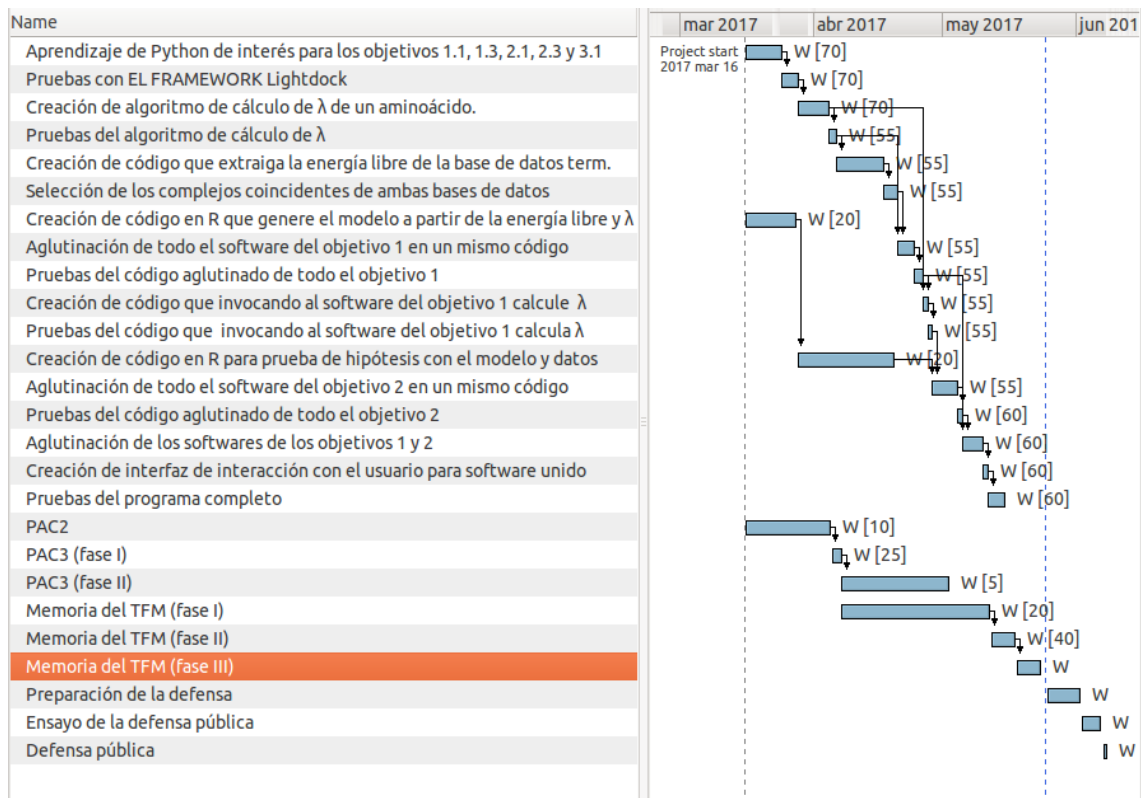 Name
mar 2017
abr 2017
may 2017
jun 201
Project start
2017 mar 16
Aprendizaje de Python de interés para los objetivos 1.1, 1.3, 2.1, 2.3 y 3.1
W [70]
Pruebas con EL FRAMEWORK Lightdock
W [70]
Creación de algoritmo de cálculo de λ de un aminoácido.
W [70]
Pruebas del algoritmo de cálculo de λ
W [55]
Creación de código que extraiga la energía libre de la base de datos term.
W [55]
Selección de los complejos coincidentes de ambas bases de datos
W [55]
Creación de código en R que genere el modelo a partir de la energía libre y λ
W [20]
Aglutinación de todo el software del objetivo 1 en un mismo código
W [55]
Pruebas del código aglutinado de todo el objetivo 1
W [55]
Creación de código que invocando al software del objetivo 1 calcule λ
W [55]
Pruebas del código que invocando al software del objetivo 1 calcula λ
W [55]
Creación de código en R para prueba de hipótesis con el modelo y datos
W [20]
Aglutinación de todo el software del objetivo 2 en un mismo código
W [55]
Pruebas del código aglutinado de todo el objetivo 2
W [60]
Aglutinación de los softwares de los objetivos 1 y 2
W [60]
Creación de interfaz de interacción con el usuario para software unido
W [60]
Pruebas del programa completo
W [60]
PAC2
W [10]
PAC3 (fase I)
W [25]
PAC3 (fase II)
W [5]
Memoria del TFM (fase I)
W [20]
Memoria del TFM (fase II)
W [40]
Memoria del TFM (fase III)
W
Preparación de la defensa
W
Ensayo de la defensa pública
W
Defensa pública
W